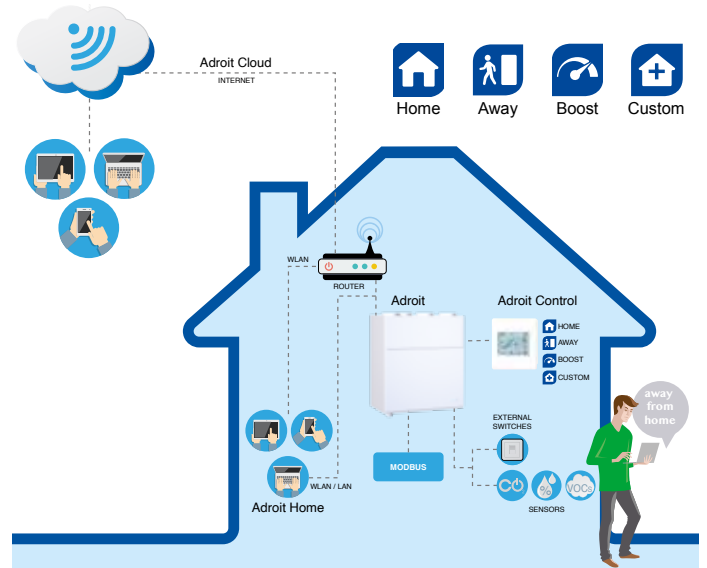 Adroit Cloud
INTERNET
Home
Away
Boost
Custom
WLAN
ROUTER
Adroit
Adroit Control
HOME
AWAY
BOOST
CUSTOM
away
from
home
EXTERNAL
SWITCHES
MODBUS
WLAN / LAN
Adroit Home
%
VOCs
SENSORS